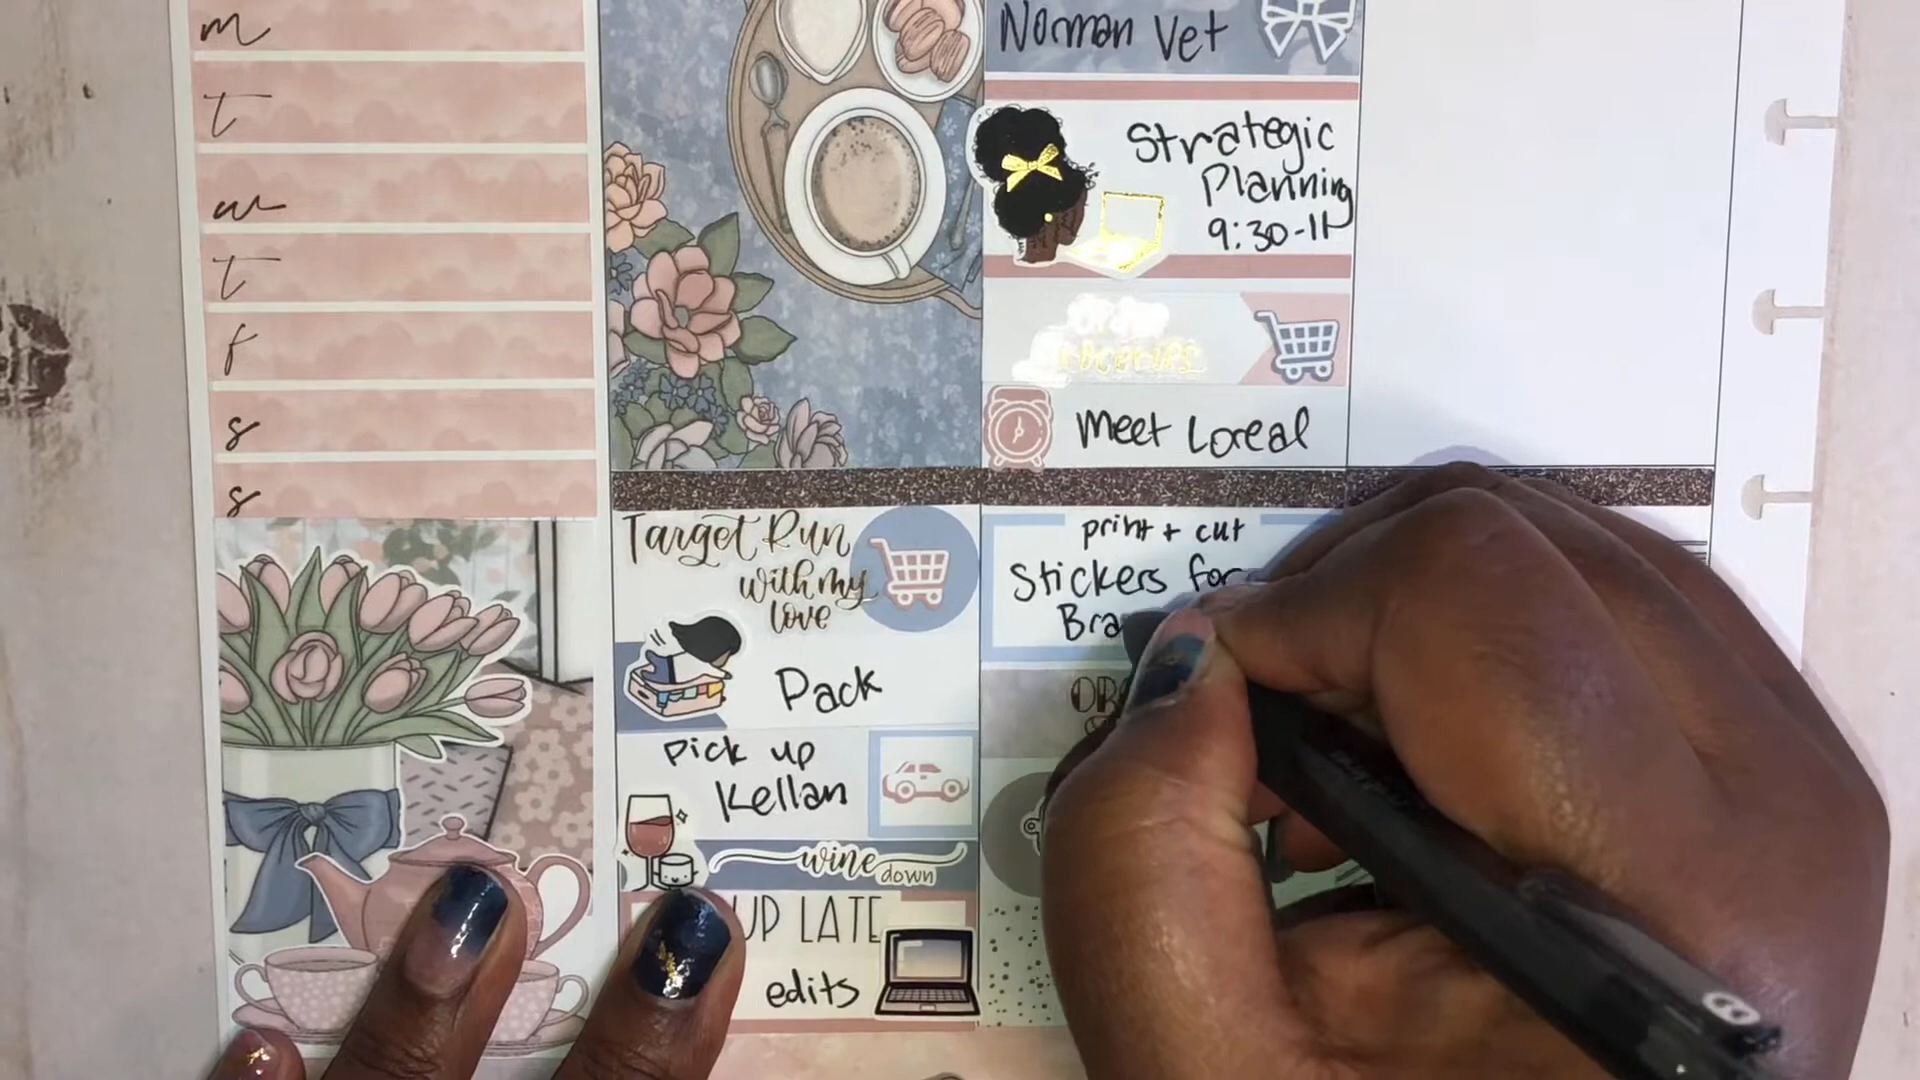 m
t
w
t
f
s
s
Norman Vet
Strategic
Planning
9:30-11
groceries
Meet Loreal
Target Run
with my
love
Pack
Pick up
Kellan
wine down
UP LATE
edits
print + cut
Stickers for